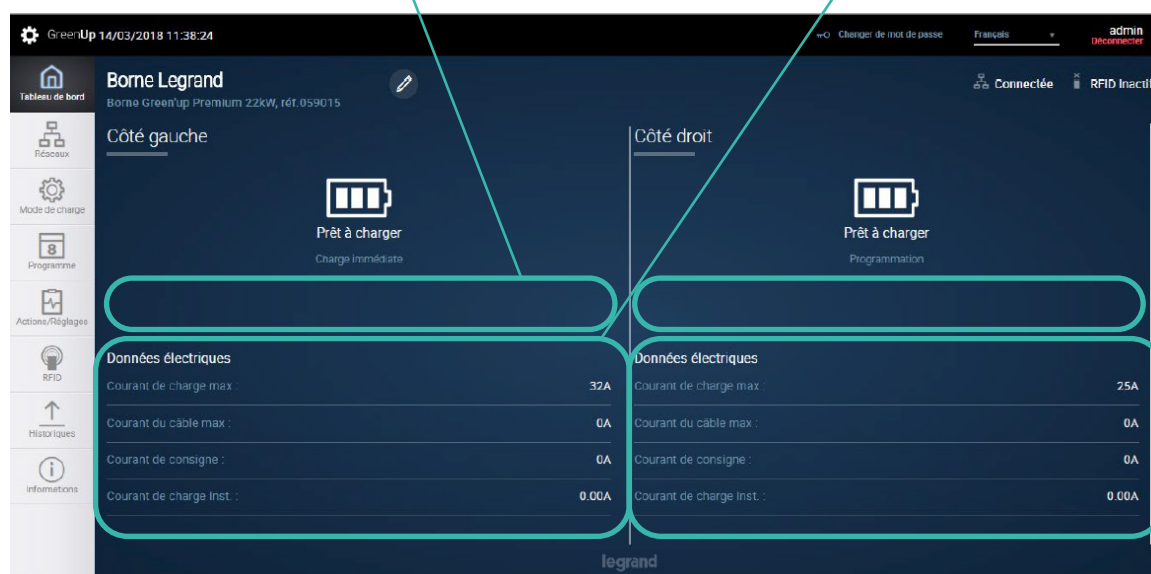 GreenUp 14/03/2018 11:38:24
Changer de mot de passe
Français
admin
Déconnecter
Tableau de bord
Réseaux
Mode de charge
8
Programme
Actions/Réglages
RFID
Historiques
Informations
Borne Legrand
Borne Green'up Premium 22kW, réf.059015
Connectée
RFID Inactif
Côté gauche
Prêt à charger
Charge immédiate
Données électriques
Courant de charge max : 32A
Courant du câble max : 0A
Courant de consigne : 0A
Courant de charge Inst. : 0.00A
Côté droit
Prêt à charger
Programmation
Données électriques
Courant de charge max : 25A
Courant du câble max : 0A
Courant de consigne : 0A
Courant de charge Inst. : 0.00A
legrand